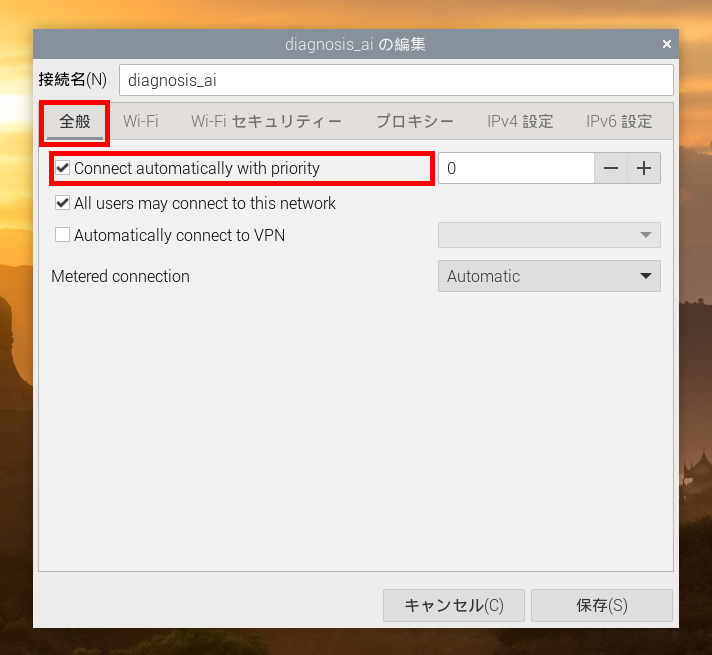 diagnosis_ai の編集
接続名(N) diagnosis_ai
全般 Wi-Fi Wi-Fi セキュリティー プロキシー IPv4 設定 IPv6 設定
Connect automatically with priority 0
All users may connect to this network
Automatically connect to VPN
Metered connection Automatic
キャンセル(C) 保存(S)